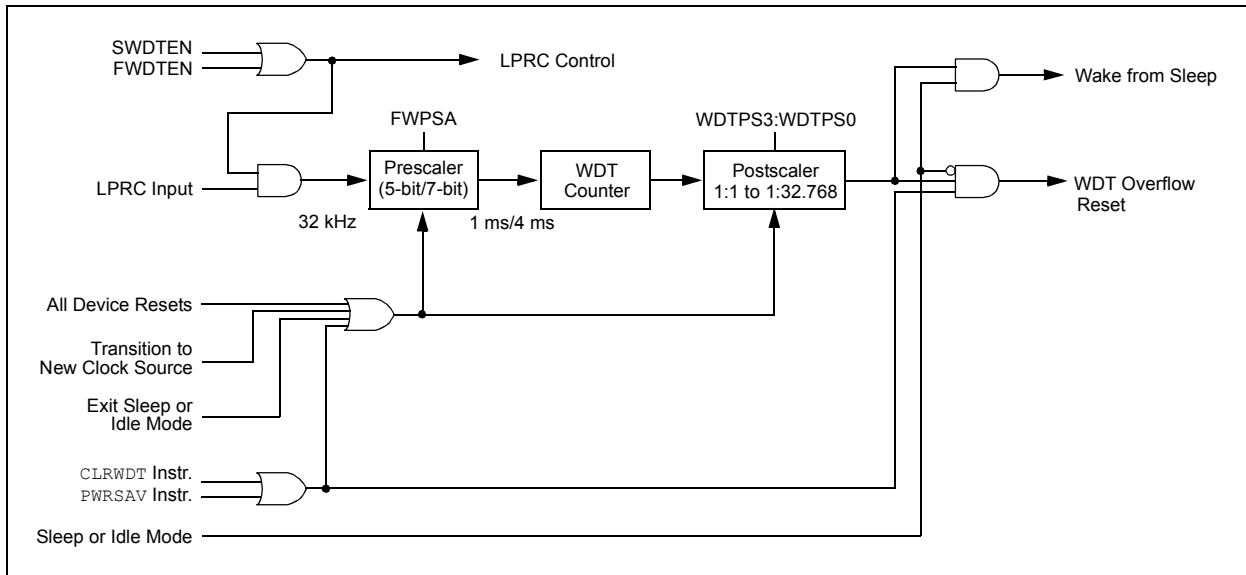 SWDTEN
FWDTEN
LPRC Control
Wake from Sleep
FWPSA
WDTPS3:WDTPS0
Prescaler
(5-bit/7-bit)
WDT
Counter
Postscaler
1:1 to 1:32.768
LPRC Input
WDT Overflow
Reset
32 kHz
1 ms/4 ms
All Device Resets
Transition to
New Clock Source
Exit Sleep or
Idle Mode
CLRWDT Instr.
PWRSAV Instr.
Sleep or Idle Mode